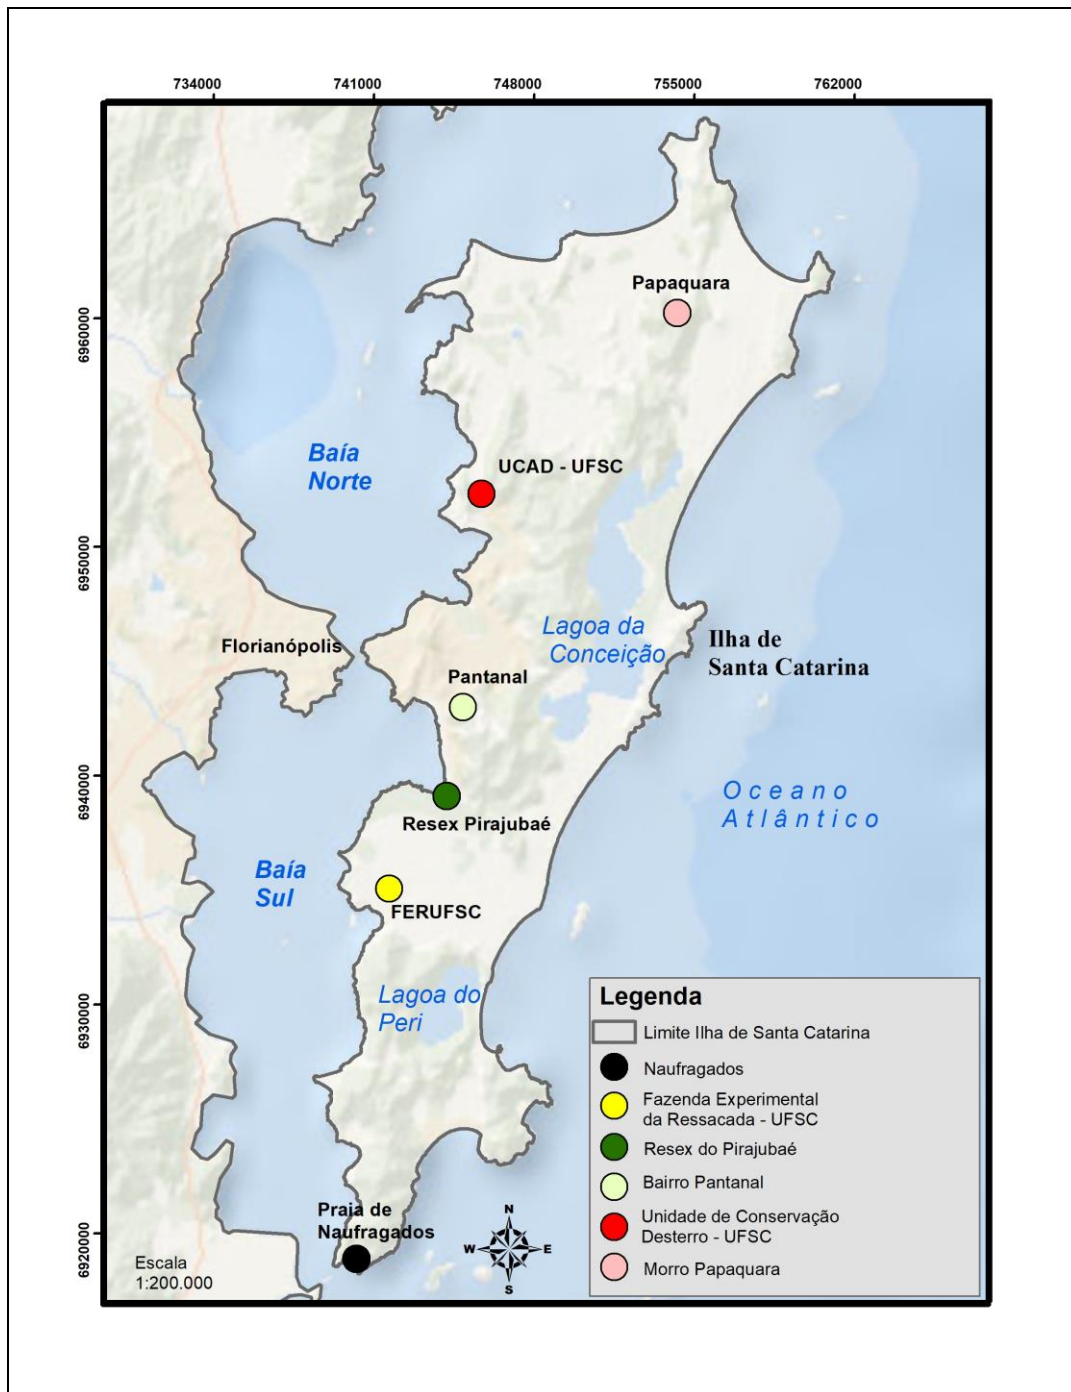 734000
741000
748000
755000
762000
6960000
6950000
6940000
6930000
6920000
Papaquara
Baía
Norte
UCAD - UFSC
Florianópolis
Lagoa da
Conceição
Ilha de
Santa Catarina
Pantanal
Resex Pirajubaé
Oceano
Atlântico
Baía
Sul
FERUFSC
Lagoa do
Peri
Praia de
Naufragados
Escala
1:200.000
N
W
E
S
Legenda
Limite Ilha de Santa Catarina
Naufragados
Fazenda Experimental
da Ressacada - UFSC
Resex do Pirajubaé
Bairro Pantanal
Unidade de Conservação
Desterro - UFSC
Morro Papaquara